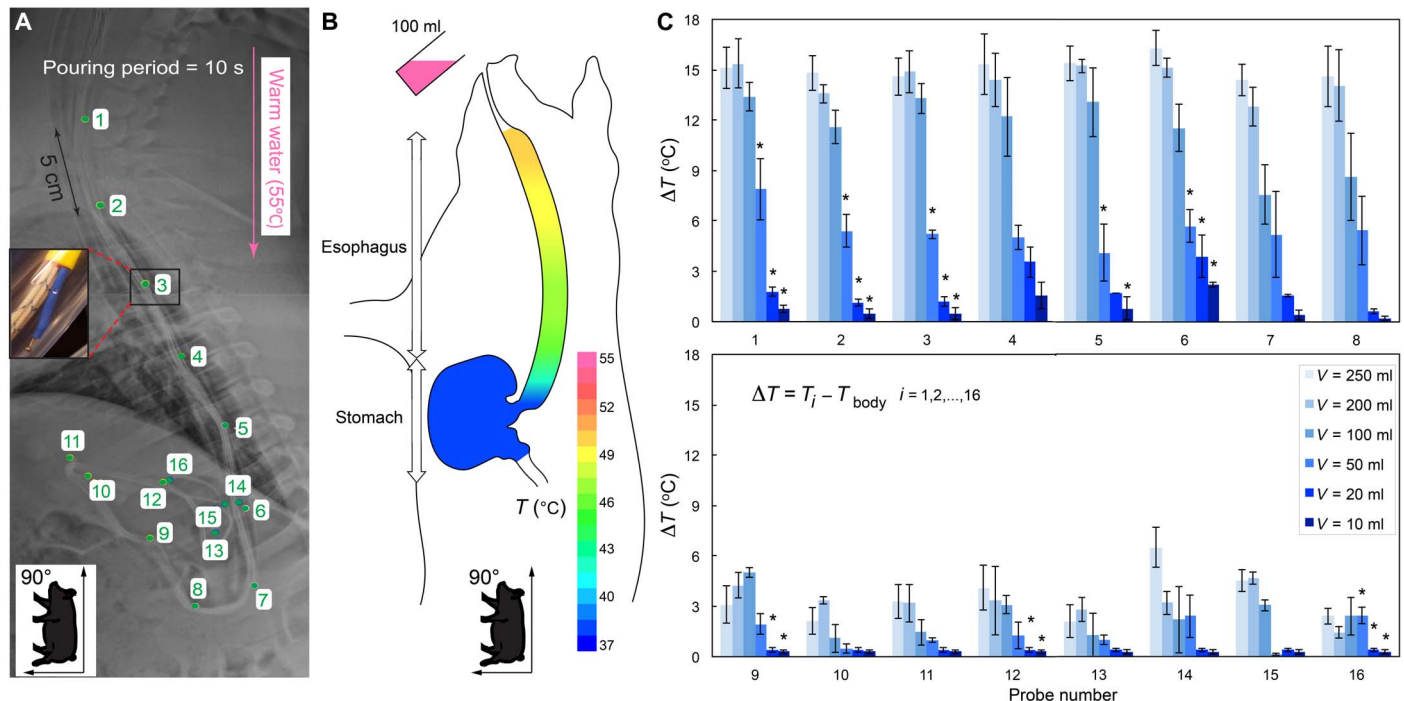 A
Pouring period = 10 s
Warm water (55°C)
5 cm
1
2
3
4
5
11
16
10
12
14
6
15
9
13
8
7
90°
B
100 ml
Esophagus
Stomach
T (°C)
55
52
49
46
43
40
37
90°
C
ΔT (°C)
18
15
12
9
6
3
0
* * * * * * * * * * * * * *
1 2 3 4 5 6 7 8
ΔT (°C)
18
15
12
9
6
3
0
ΔT = Ti – Tbody i = 1,2,...,16
V = 250 ml
V = 200 ml
V = 100 ml
V = 50 ml
V = 20 ml
V = 10 ml
* * * * * * *
9 10 11 12 13 14 15 16
Probe number